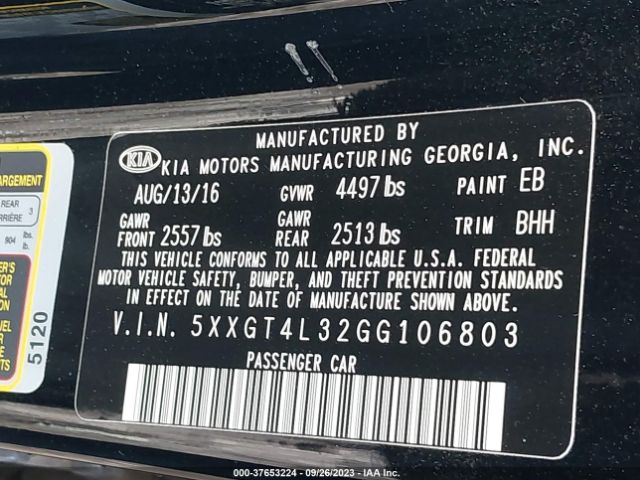 MANUFACTURED BY
KIA KIA MOTORS MANUFACTURING GEORGIA, INC.
AUG/13/16 GVWR 4497 lbs PAINT EB
GAWR FRONT 2557 lbs GAWR REAR 2513 lbs TRIM BHH
THIS VEHICLE CONFORMS TO ALL APPLICABLE U.S.A. FEDERAL
MOTOR VEHICLE SAFETY, BUMPER, AND THEFT PREVENTION STANDARDS
IN EFFECT ON THE DATE OF MANUFACTURE SHOWN ABOVE.
V.I.N. 5XXGT4L32GG106803
PASSENGER CAR
ARGEMENT
REAR 3
904 lbs.
5120
000-37653224 - 09/26/2023 - IAA Inc.